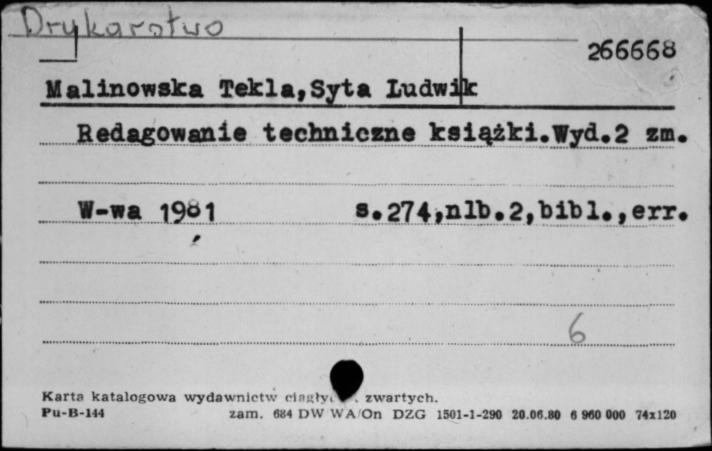 Drukarstwo
266668
Malinowska Tekla,Syta Ludwik
Redagowanie techniczne książki.Wyd.2 zm.
W-wa 1981 s.274,nlb.2,bibl.,err.
6
Karta katalogowa wydawnictw zwartych.
Pu-B-144 zam. 684 DW WA/On DZG 1501-1-290 20.06.80 6 960 000 74x120